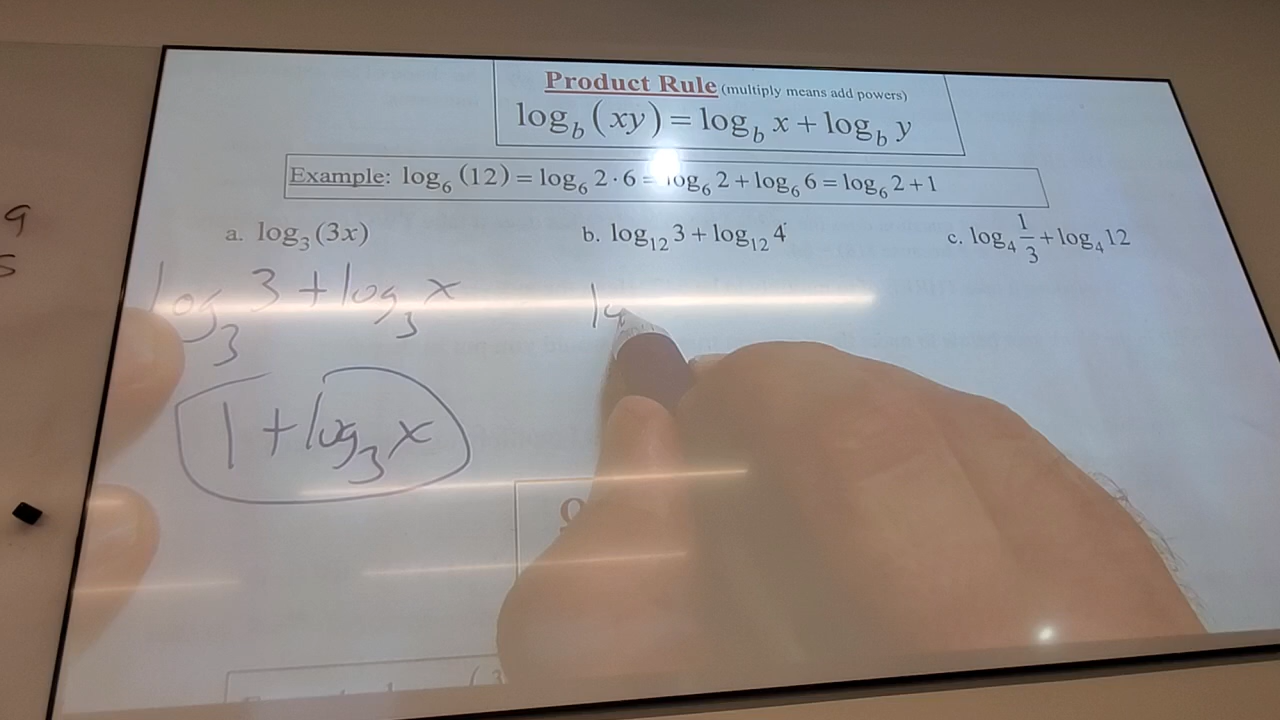 Product Rule (multiply means add powers)
log_b (xy) = log_b x + log_b y
Example: log_6 (12) = log_6 2 · 6 = log_6 2 + log_6 6 = log_6 2 + 1
a. log_3 (3x)
b. log_12 3 + log_12 4
c. log_4 1/3 + log_4 12
log_3 3 + log_3 x
1 + log_3 x
9
5